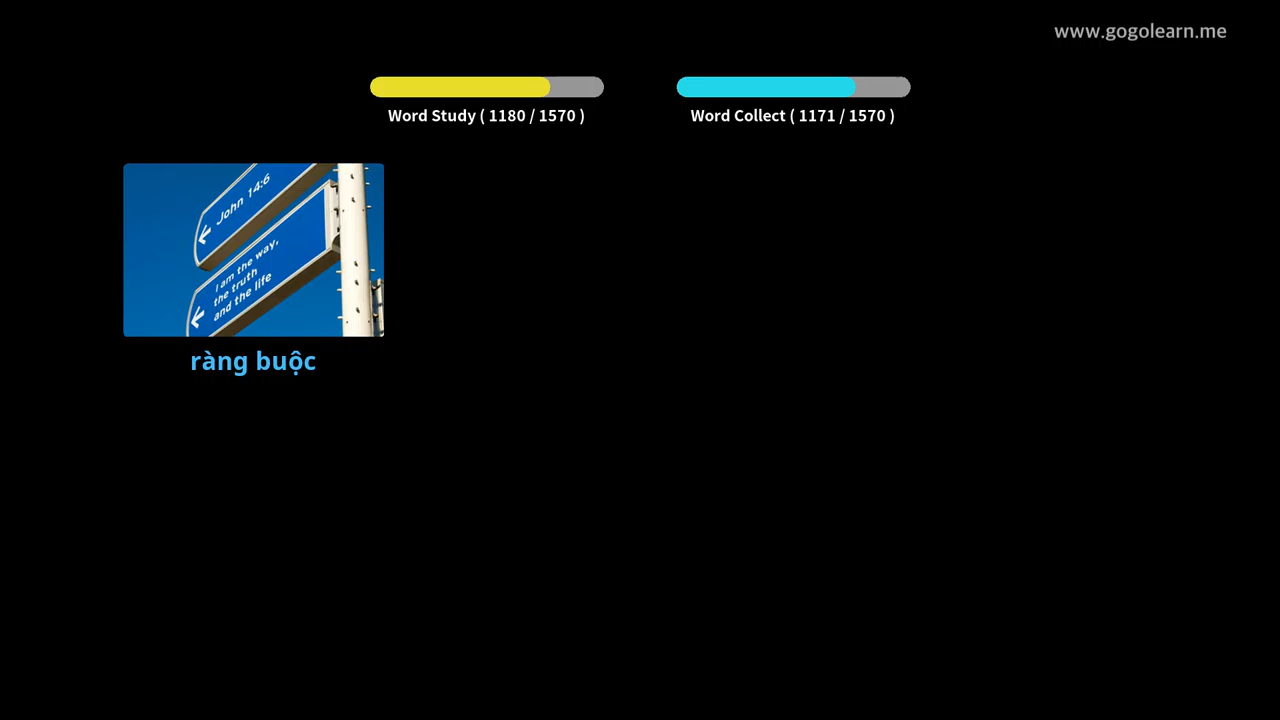 www.gogolearn.me
Word Study ( 1180 / 1570 )
Word Collect ( 1171 / 1570 )
John 14:6
I am the way,
the truth
and the life
ràng buộc